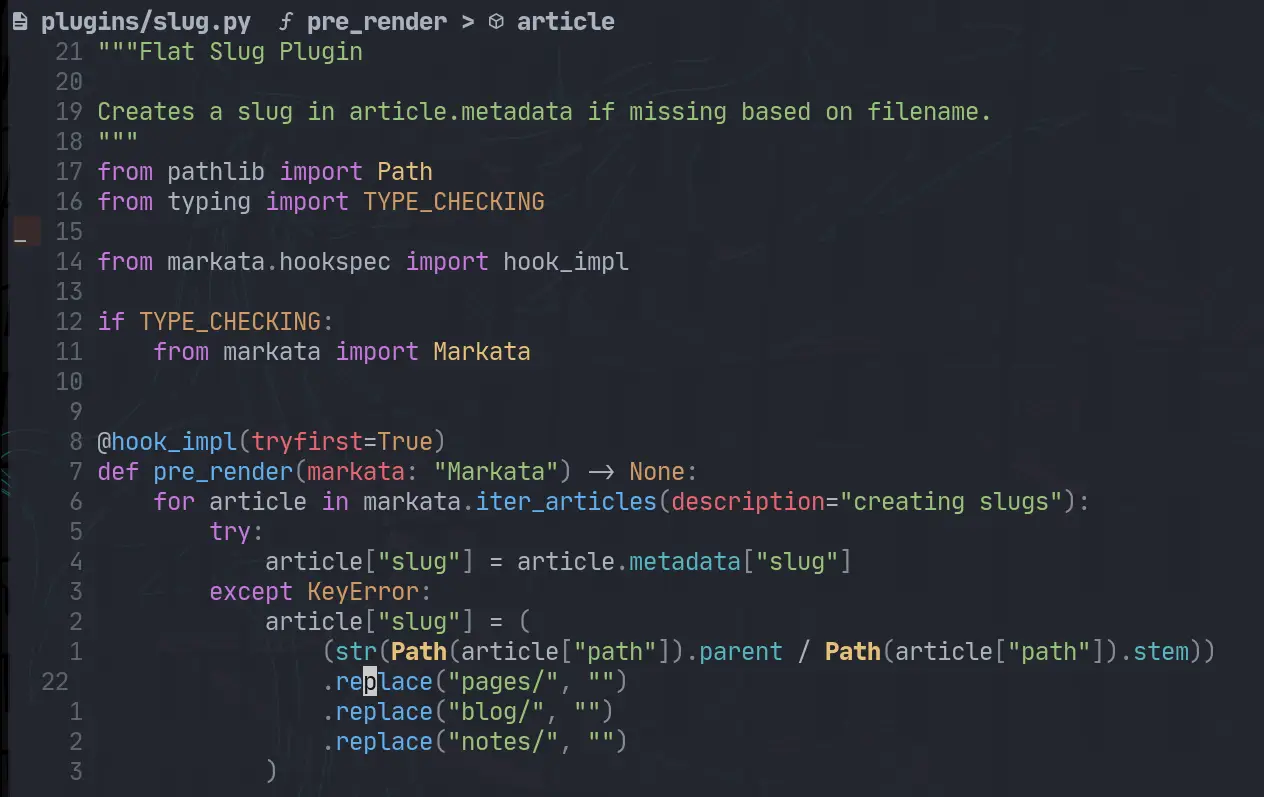 plugins/slug.py ƒ pre_render > article
21 """Flat Slug Plugin
20
19 Creates a slug in article.metadata if missing based on filename.
18 """
17 from pathlib import Path
16 from typing import TYPE_CHECKING
_ 15
14 from markata.hookspec import hook_impl
13
12 if TYPE_CHECKING:
11     from markata import Markata
10
9
8 @hook_impl(tryfirst=True)
7 def pre_render(markata: "Markata") -> None:
6     for article in markata.iter_articles(description="creating slugs"):
5         try:
4             article["slug"] = article.metadata["slug"]
3         except KeyError:
2             article["slug"] = (
1                 (str(Path(article["path"]).parent / Path(article["path"]).stem))
22                 .replace("pages/", "")
1                 .replace("blog/", "")
2                 .replace("notes/", "")
3             )